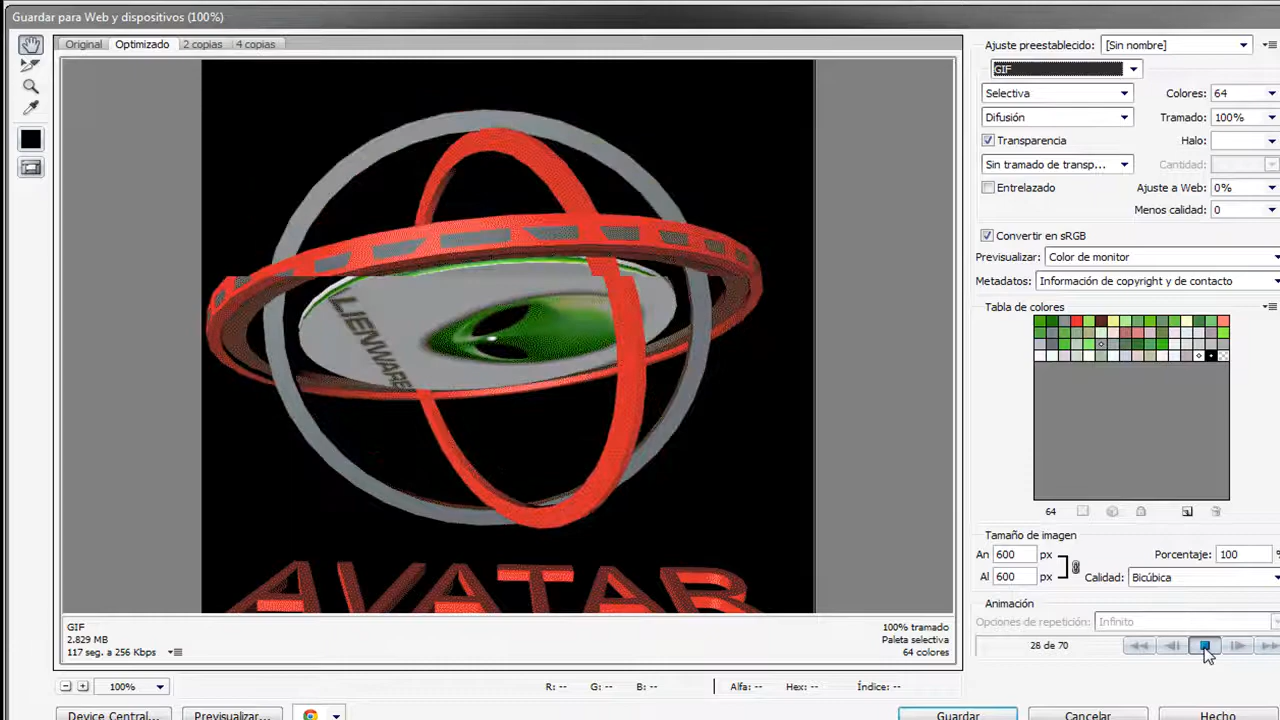 Guardar para Web y dispositivos (100%)
Original Optimizado 2 copias 4 copias
Ajuste preestablecido: [Sin nombre]
GIF
Selectiva Colores: 64
Difusión Tramado: 100%
Transparencia Halo:
Sin tramado de transp... Cantidad:
Entrelazado Ajuste a Web: 0%
Menos calidad: 0
Convertir en sRGB
Previsualizar: Color de monitor
Metadatos: Información de copyright y de contacto
Tabla de colores
LIENWARE
64
Tamaño de imagen
An 600 px Porcentaje: 100 %
Al 600 px Calidad: Bicúbica
AVATAR
Animación
Opciones de repetición: Infinito
28 de 70
GIF 100% tramado
2.829 MB Paleta selectiva
117 seg. a 256 Kbps 64 colores
100% R: -- G: -- B: -- Alfa: -- Hex: -- Índice: --
Device Central... Previsualizar... Guardar Cancelar Hecho